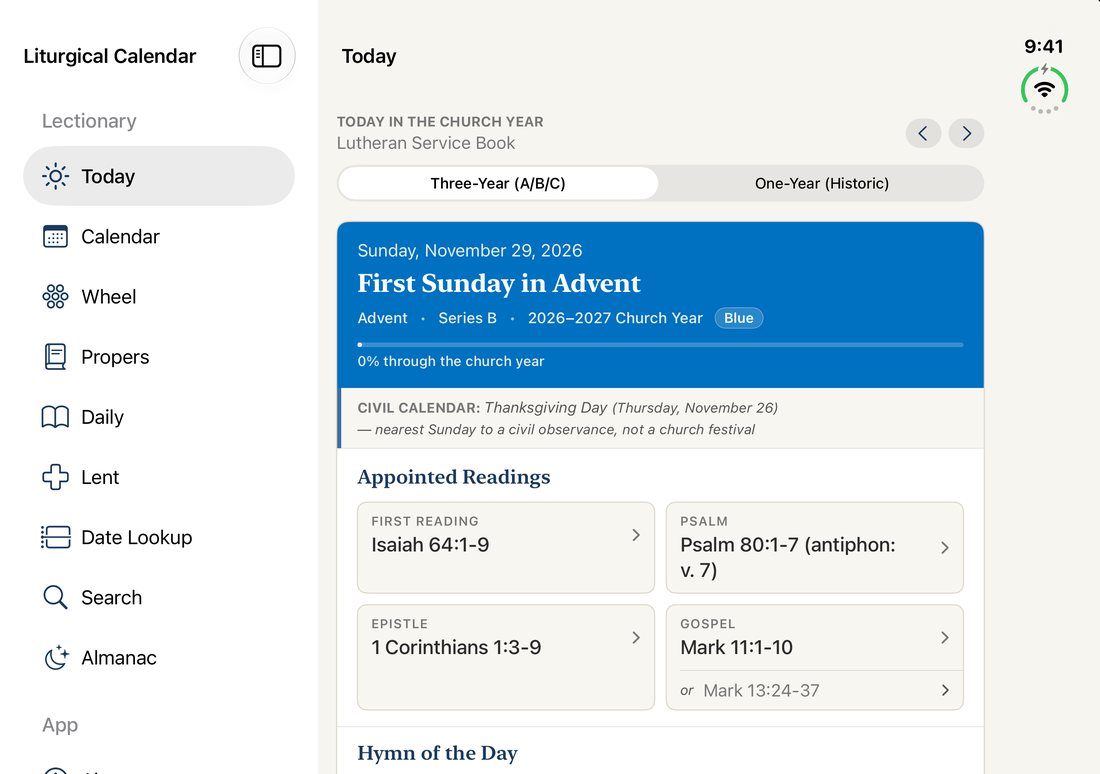 Liturgical Calendar
Lectionary
Today
Calendar
Wheel
Propers
Daily
Lent
Date Lookup
Search
Almanac
App
Today
9:41
TODAY IN THE CHURCH YEAR
Lutheran Service Book
Three-Year (A/B/C)
One-Year (Historic)
Sunday, November 29, 2026
First Sunday in Advent
Advent • Series B • 2026–2027 Church Year Blue
0% through the church year
CIVIL CALENDAR: Thanksgiving Day (Thursday, November 26)
— nearest Sunday to a civil observance, not a church festival
Appointed Readings
FIRST READING
Isaiah 64:1-9
PSALM
Psalm 80:1-7 (antiphon:
v. 7)
EPISTLE
1 Corinthians 1:3-9
GOSPEL
Mark 11:1-10
or Mark 13:24-37
Hymn of the Day